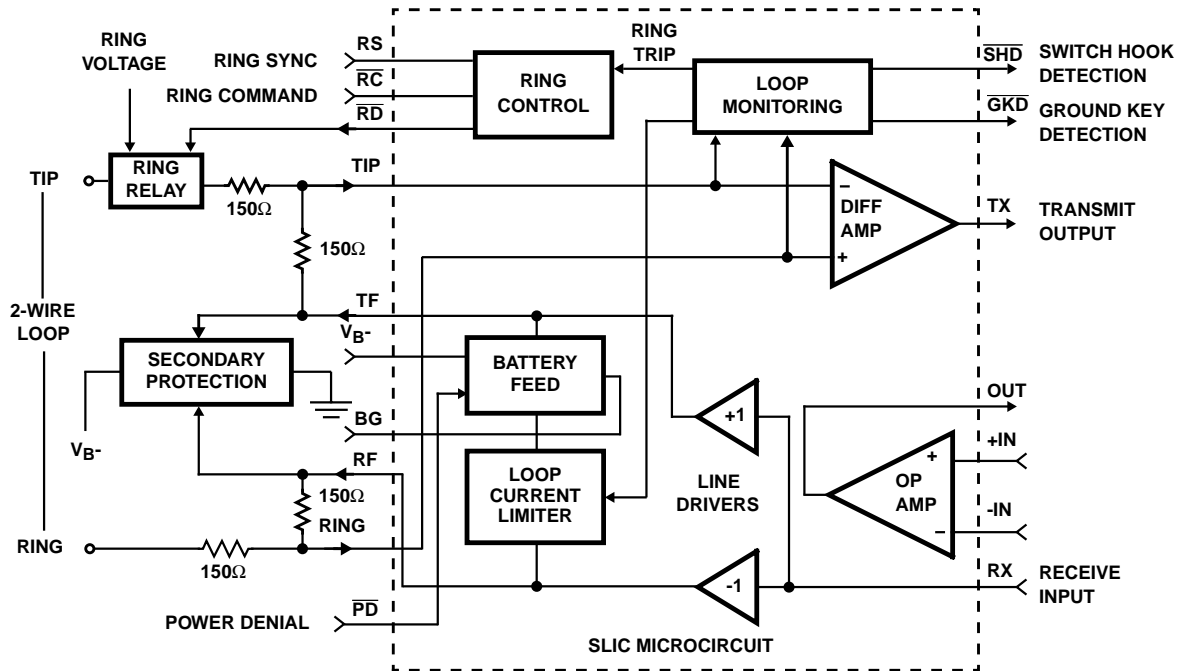 RING
VOLTAGE
RING SYNC
RS
RING COMMAND
RC
RD
RING
CONTROL
RING
TRIP
LOOP
MONITORING
SHD
SWITCH HOOK
DETECTION
GKD
GROUND KEY
DETECTION
TIP
RING
RELAY
150Ω
TIP
−
DIFF
AMP
+
TX
TRANSMIT
OUTPUT
150Ω
2-WIRE
LOOP
TF
VB-
SECONDARY
PROTECTION
BATTERY
FEED
VB-
BG
+1
OUT
RF
150Ω
LOOP
CURRENT
LIMITER
LINE
DRIVERS
+
OP
AMP
−
+IN
-IN
RING
RING
150Ω
-1
RX
RECEIVE
INPUT
POWER DENIAL
PD
SLIC MICROCIRCUIT